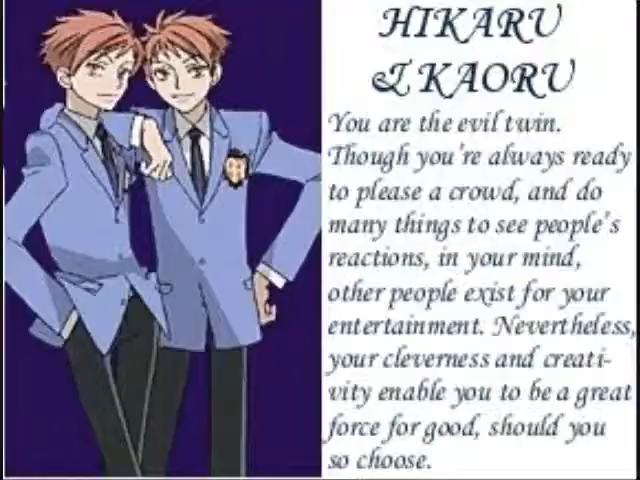 HIKARU
& KAORU
You are the evil twin.
Though you're always ready
to please a crowd, and do
many things to see people's
reactions, in your mind,
other people exist for your
entertainment. Nevertheless,
your cleverness and creati-
vity enable you to be a great
force for good, should you
so choose.